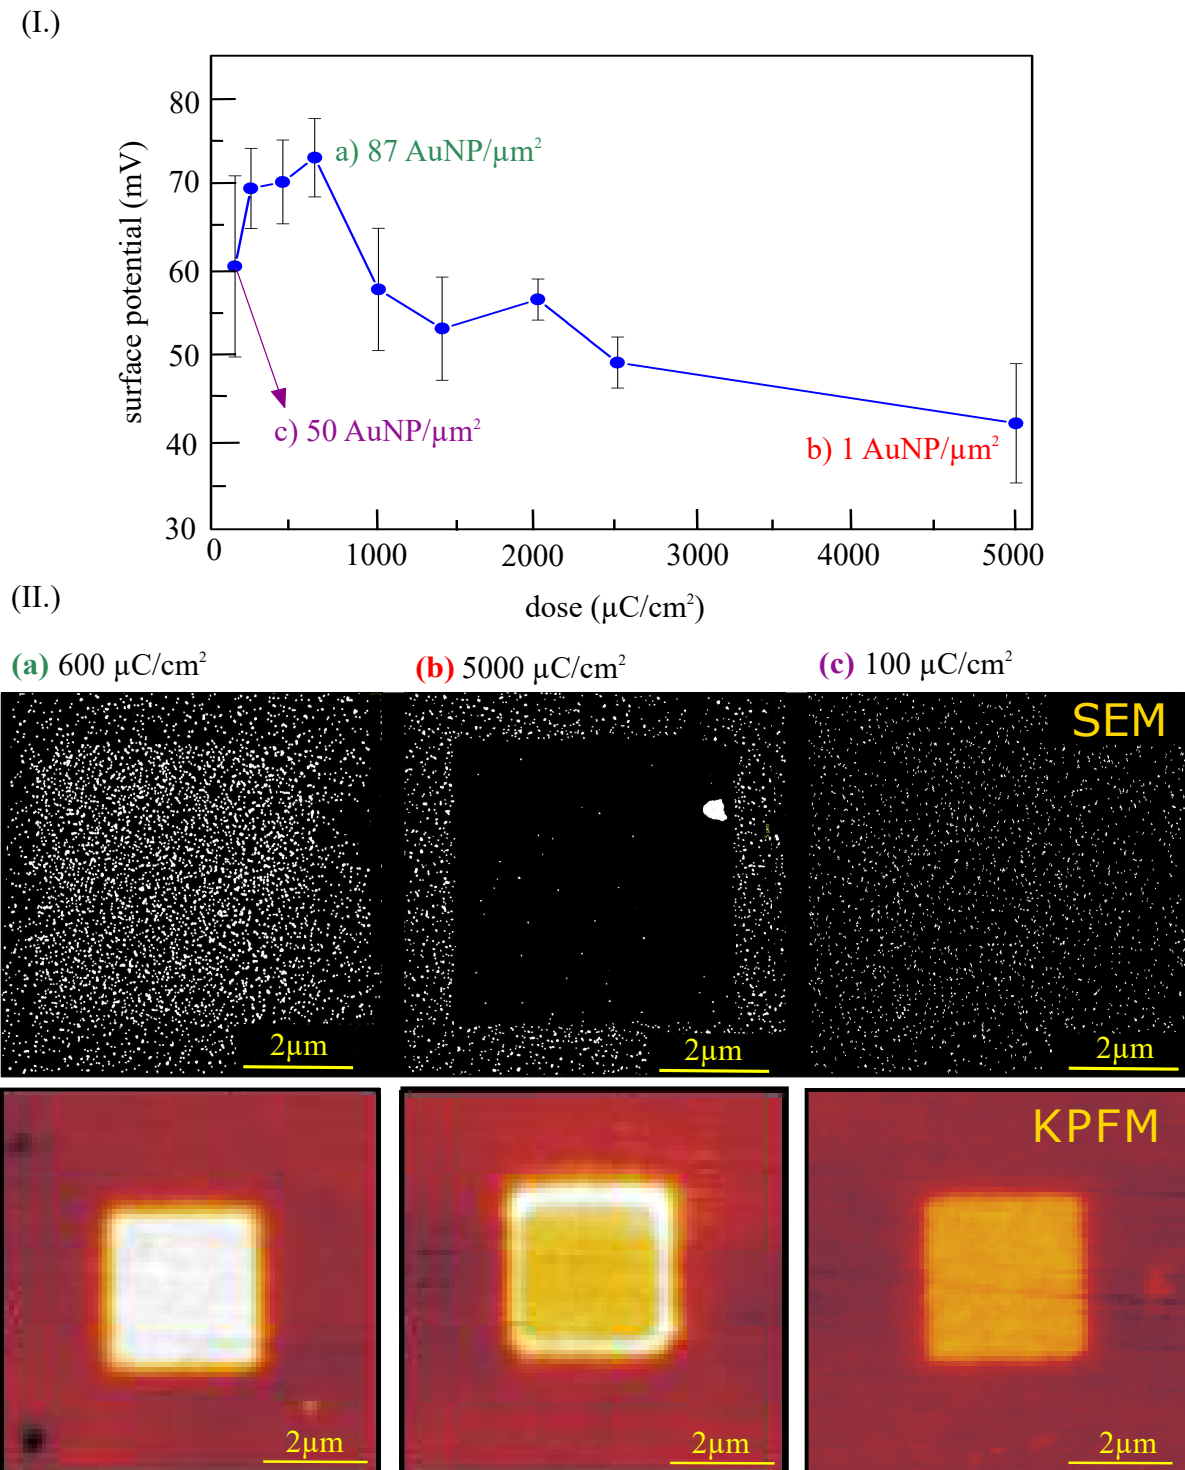 (I.)
80
70
60
50
40
30
surface potential (mV)
a) 87 AuNP/µm²
c) 50 AuNP/µm²
b) 1 AuNP/µm²
0 1000 2000 3000 4000 5000
dose (µC/cm²)
(II.)
(a) 600 µC/cm² (b) 5000 µC/cm² (c) 100 µC/cm²
SEM
2µm 2µm 2µm
KPFM
2µm 2µm 2µm